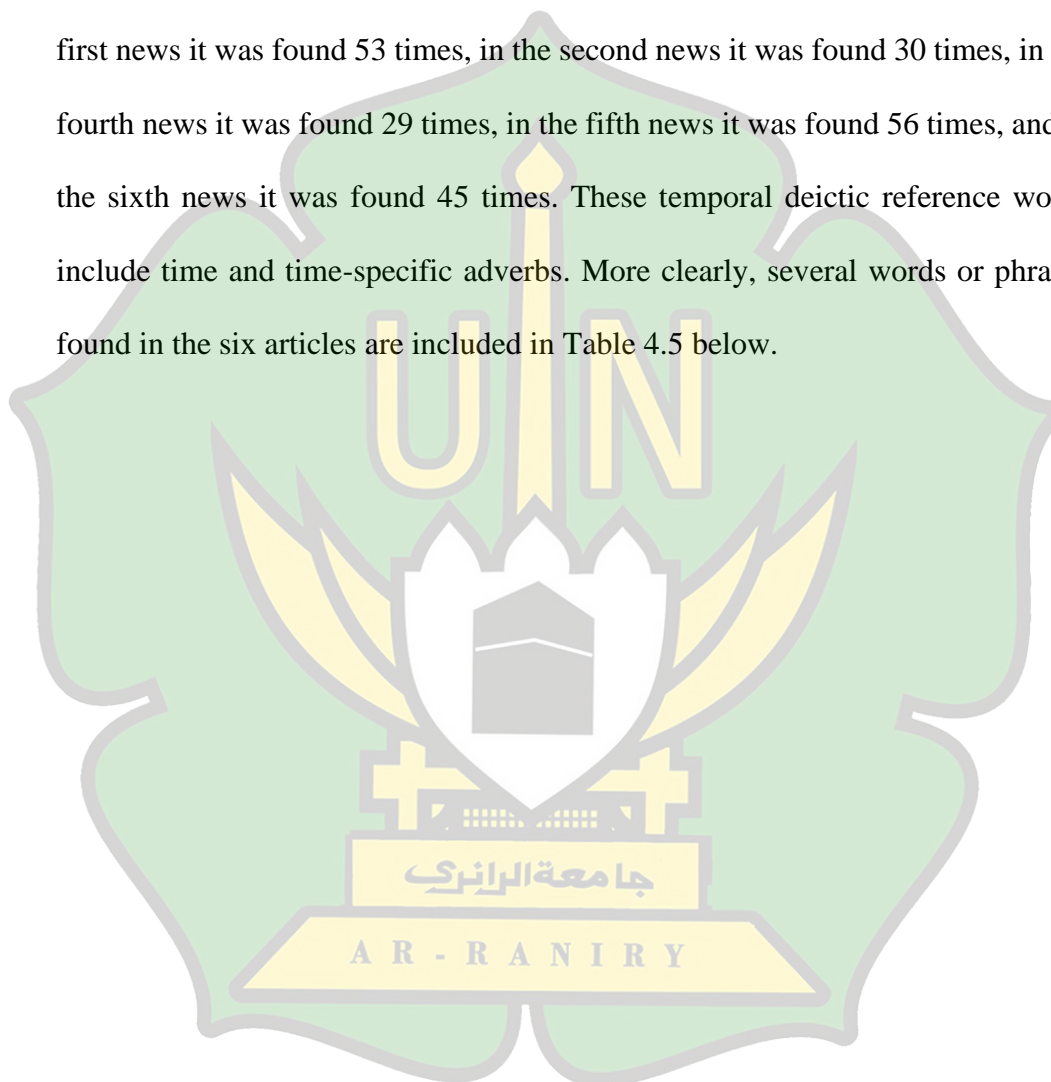 first news it was found 53 times, in the second news it was found 30 times, in
fourth news it was found 29 times, in the fifth news it was found 56 times, and
the sixth news it was found 45 times. These temporal deictic reference wo
include time and time-specific adverbs. More clearly, several words or phra
found in the six articles are included in Table 4.5 below.
UIN
جامعة الرانري
AR-RANIRY